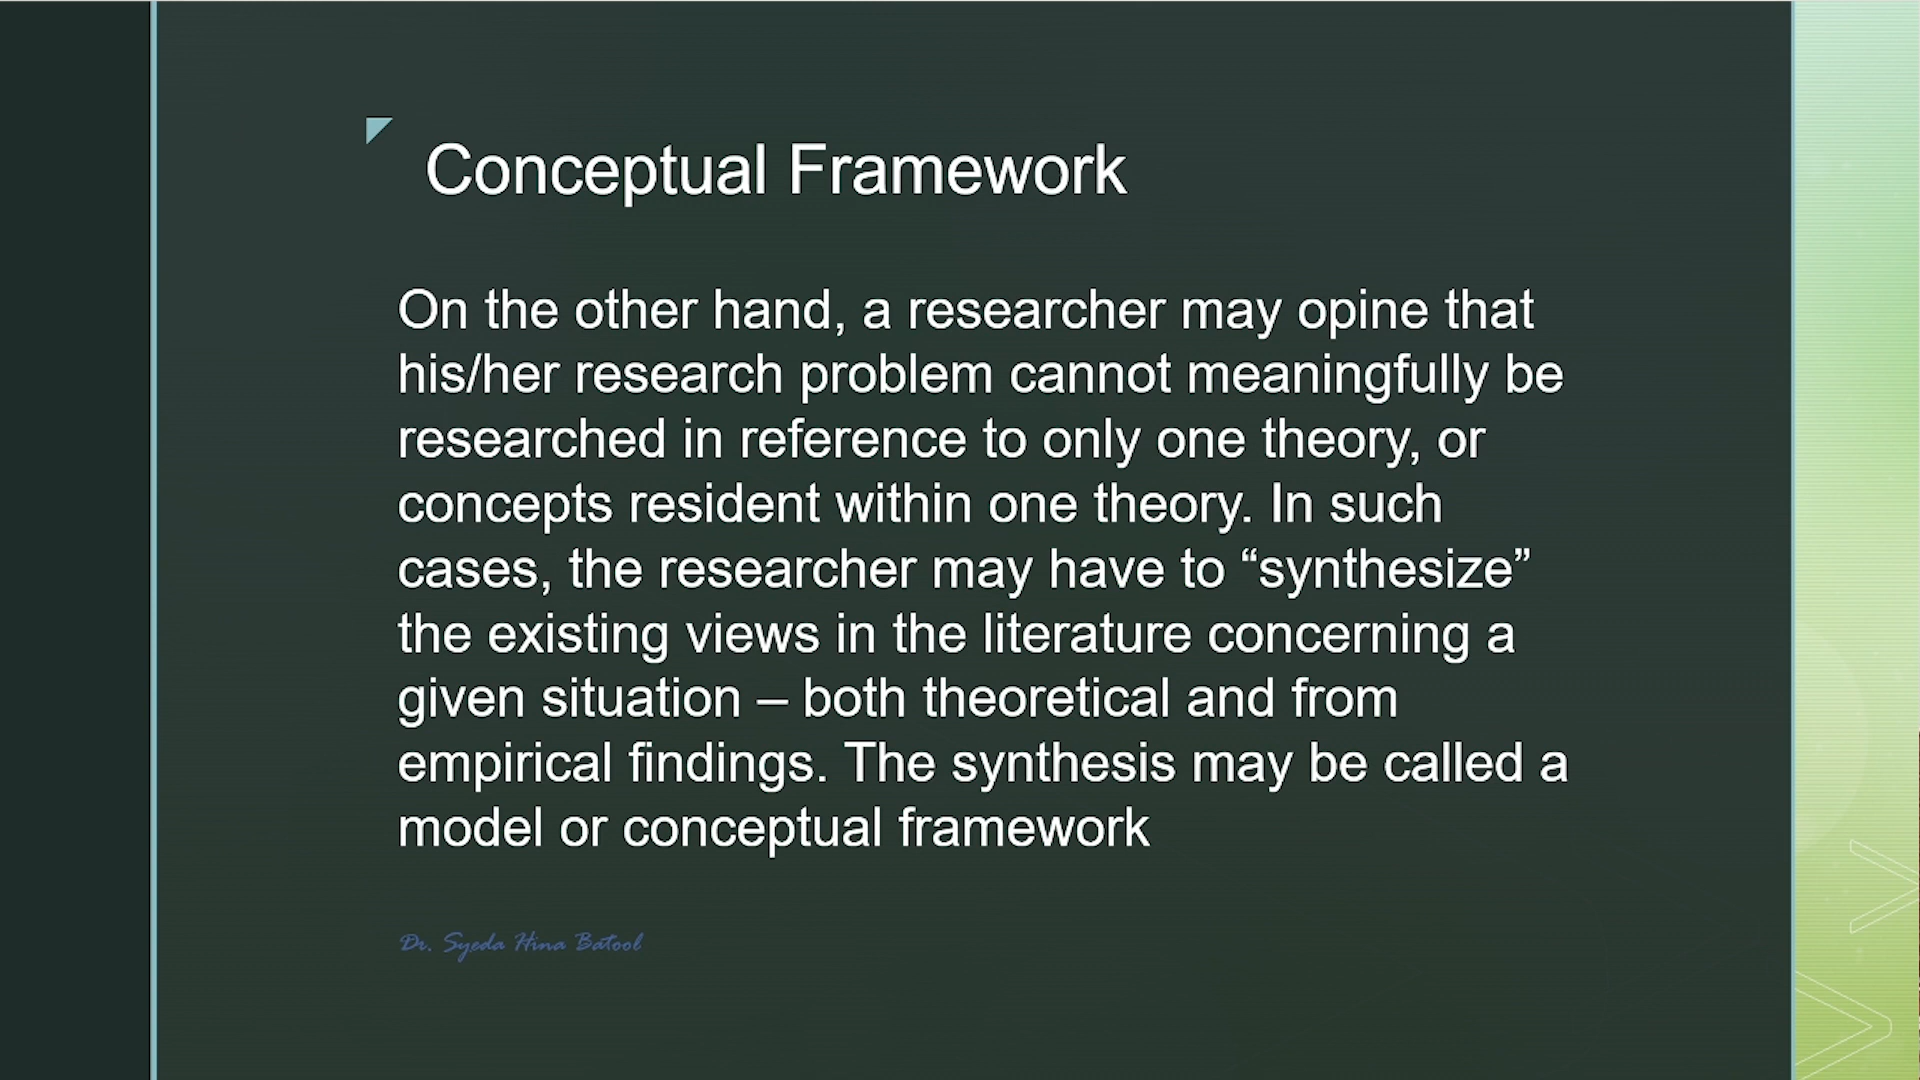 Conceptual Framework
On the other hand, a researcher may opine that
his/her research problem cannot meaningfully be
researched in reference to only one theory, or
concepts resident within one theory. In such
cases, the researcher may have to “synthesize”
the existing views in the literature concerning a
given situation – both theoretical and from
empirical findings. The synthesis may be called a
model or conceptual framework
Dr. Syeda Hina Batool